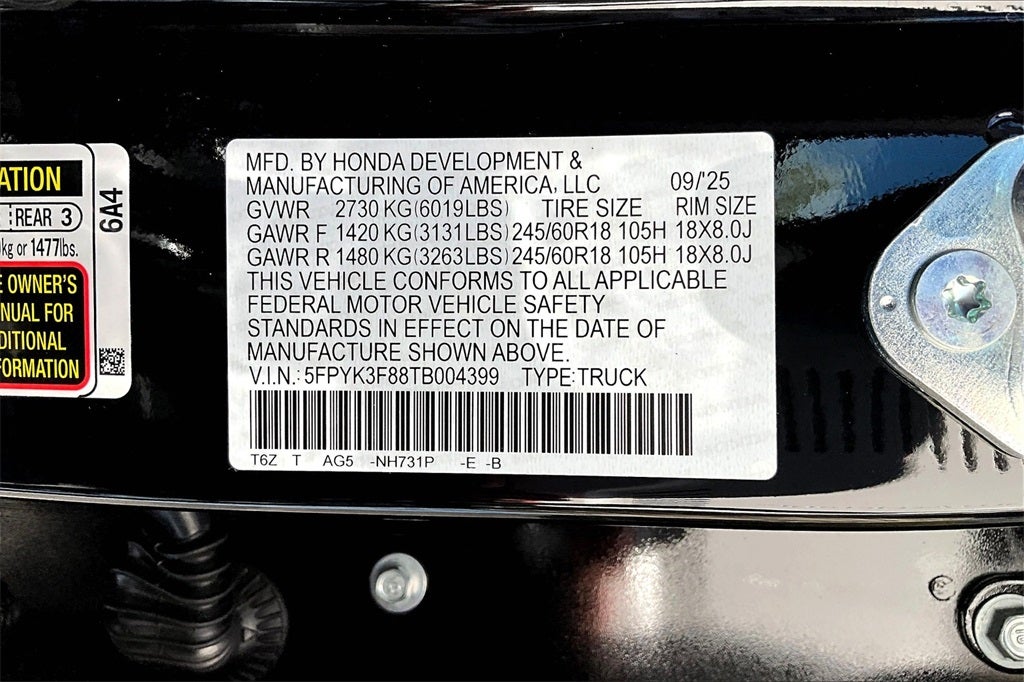 ATION
REAR 3
kg or 1477lbs.
OWNER'S
NUAL FOR
DITIONAL
FORMATION
6A4
MFD. BY HONDA DEVELOPMENT &
MANUFACTURING OF AMERICA, LLC 09/'25
GVWR 2730 KG(6019LBS) TIRE SIZE RIM SIZE
GAWR F 1420 KG(3131LBS) 245/60R18 105H 18X8.0J
GAWR R 1480 KG(3263LBS) 245/60R18 105H 18X8.0J
THIS VEHICLE CONFORMS TO ALL APPLICABLE
FEDERAL MOTOR VEHICLE SAFETY
STANDARDS IN EFFECT ON THE DATE OF
MANUFACTURE SHOWN ABOVE.
V.I.N.: 5FPYK3F88TB004399 TYPE:TRUCK
T6Z T AG5 -NH731P -E -B